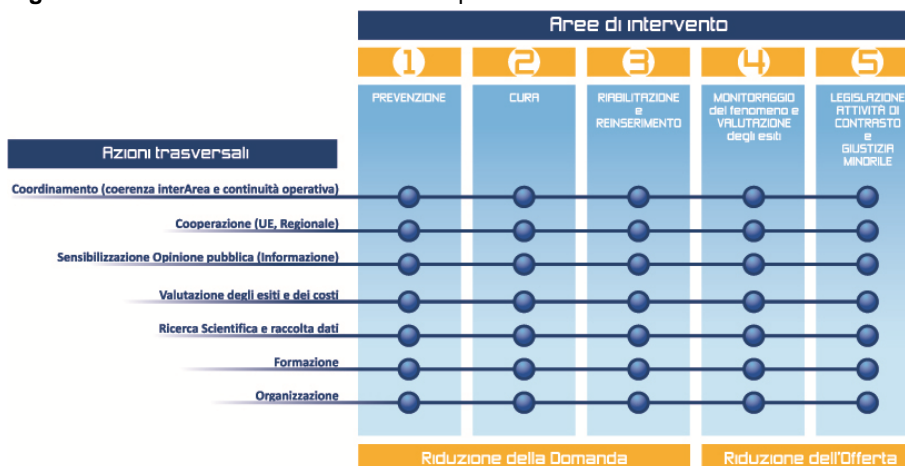 Aree di intervento
1 2 3 4 5
PREVENZIONE
CURA
RIABILITAZIONE
e
REINSERIMENTO
MONITORAGGIO
del fenomeno e
VALUTAZIONE
degli esiti
LEGISLAZIONE
ATTIVITÀ DI
CONTRASTO
e
GIUSTIZIA
MINORILE
Azioni trasversali
Coordinamento (coerenza interArea e continuità operativa)
Cooperazione (UE, Regionale)
Sensibilizzazione Opinione pubblica (Informazione)
Valutazione degli esiti e dei costi
Ricerca Scientifica e raccolta dati
Formazione
Organizzazione
Riduzione della Domanda
Riduzione dell'Offerta